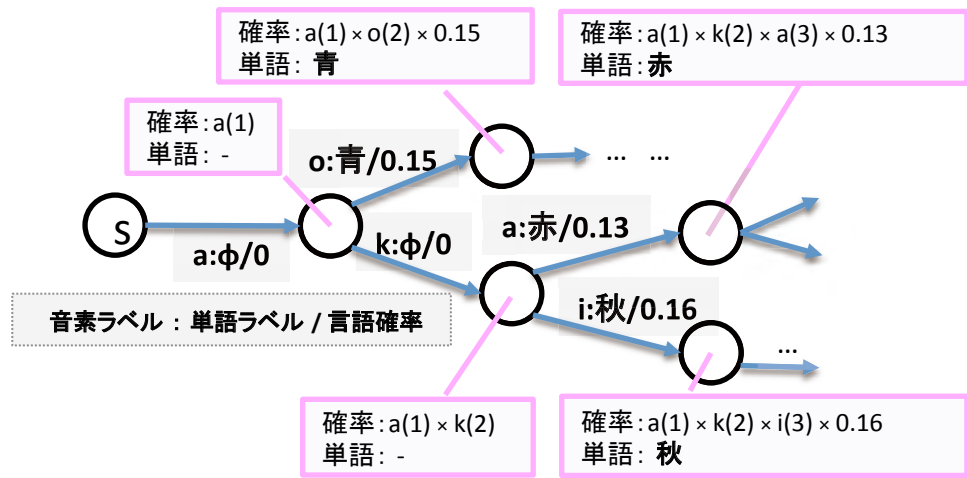 確率:a(1)×o(2)×0.15
単語: 青
確率:a(1)×k(2)×a(3)×0.13
単語: 赤
確率:a(1)
単語: -
o:青/0.15
... ...
S
a:ф/0
k:ф/0
a:赤/0.13
音素ラベル : 単語ラベル / 言語確率
i:秋/0.16
...
確率:a(1)×k(2)
単語: -
確率:a(1)×k(2)×i(3)×0.16
単語: 秋